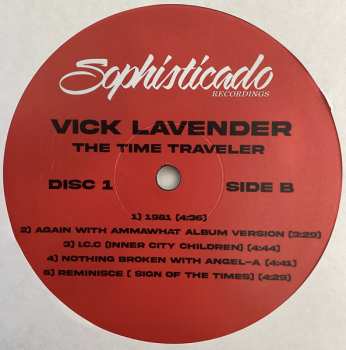 Sophisticado
RECORDINGS
VICK LAVENDER
THE TIME TRAVELER
DISC 1 SIDE B
1) 1981 (4:36)
2) AGAIN WITH AMMAWHAT ALBUM VERSION (3:29)
3) I.C.C (INNER CITY CHILDREN) (4:44)
4) NOTHING BROKEN WITH ANGEL-A (4:41)
5) REMINISCE [ SIGN OF THE TIMES] (4:29)